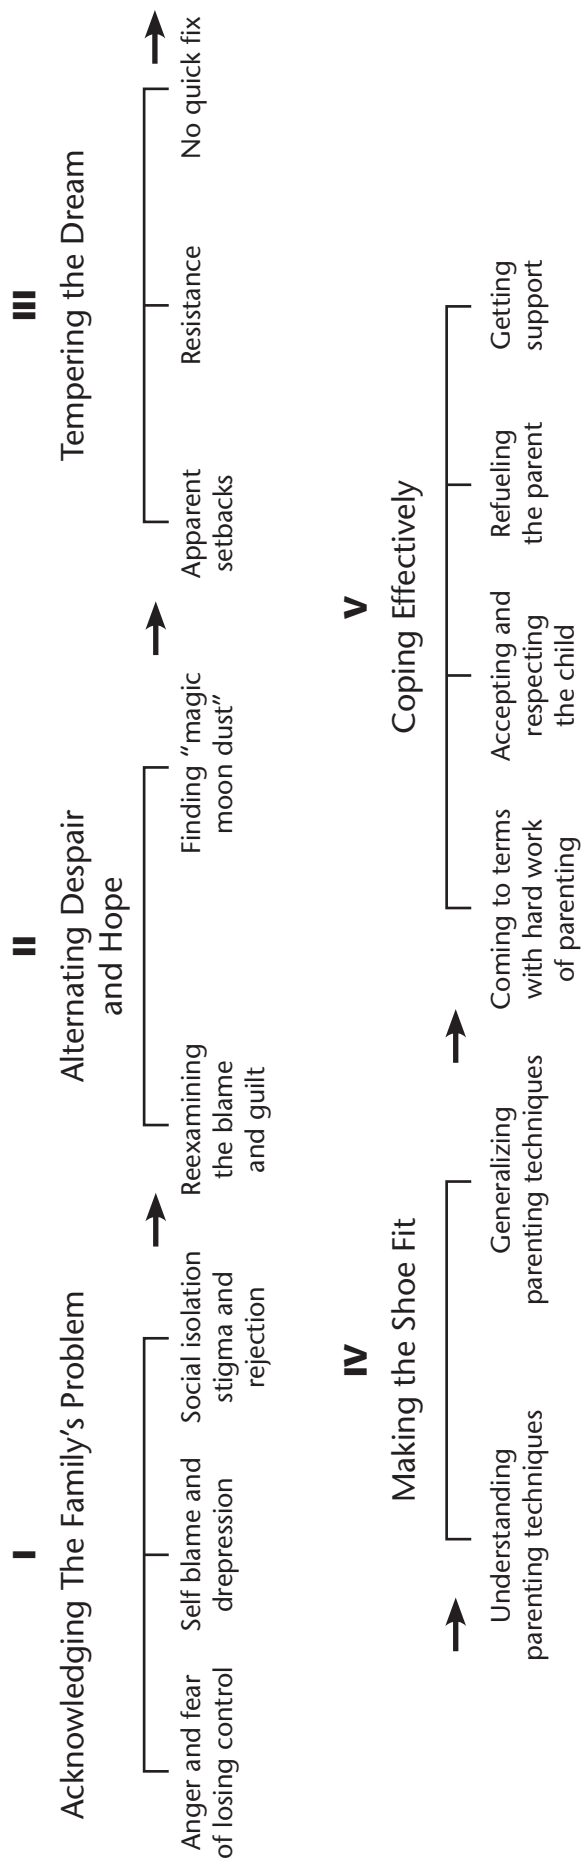 I
Acknowledging The Family's Problem
Anger and fear
of losing control
Self blame and
drepression
Social isolation
stigma and
rejection
II
Alternating Despair
and Hope
Reexamining
the blame
and guilt
Finding “magic
moon dust”
III
Tempering the Dream
Apparent
setbacks
Resistance
No quick fix
IV
Making the Shoe Fit
Understanding
parenting techniques
Generalizing
parenting techniques
V
Coping Effectively
Coming to terms
with hard work
of parenting
Accepting and
respecting
the child
Refueling
the parent
Getting
support